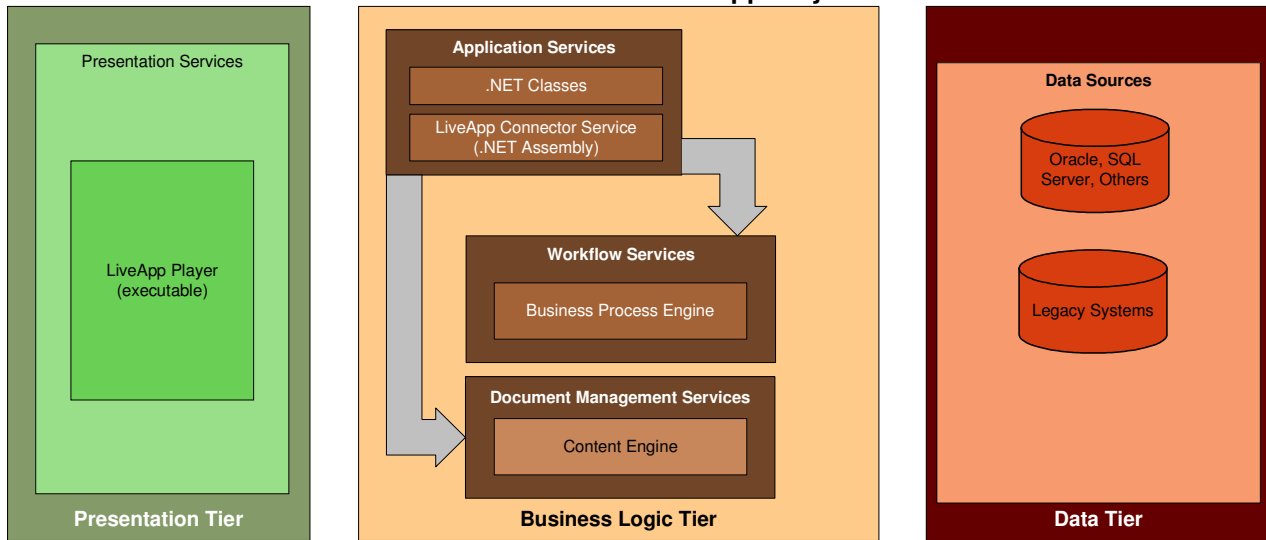 Presentation Services
LiveApp Player
(executable)
Presentation Tier
Application Services
.NET Classes
LiveApp Connector Service
(.NET Assembly)
Workflow Services
Business Process Engine
Document Management Services
Content Engine
Business Logic Tier
Data Sources
Oracle, SQL
Server, Others
Legacy Systems
Data Tier